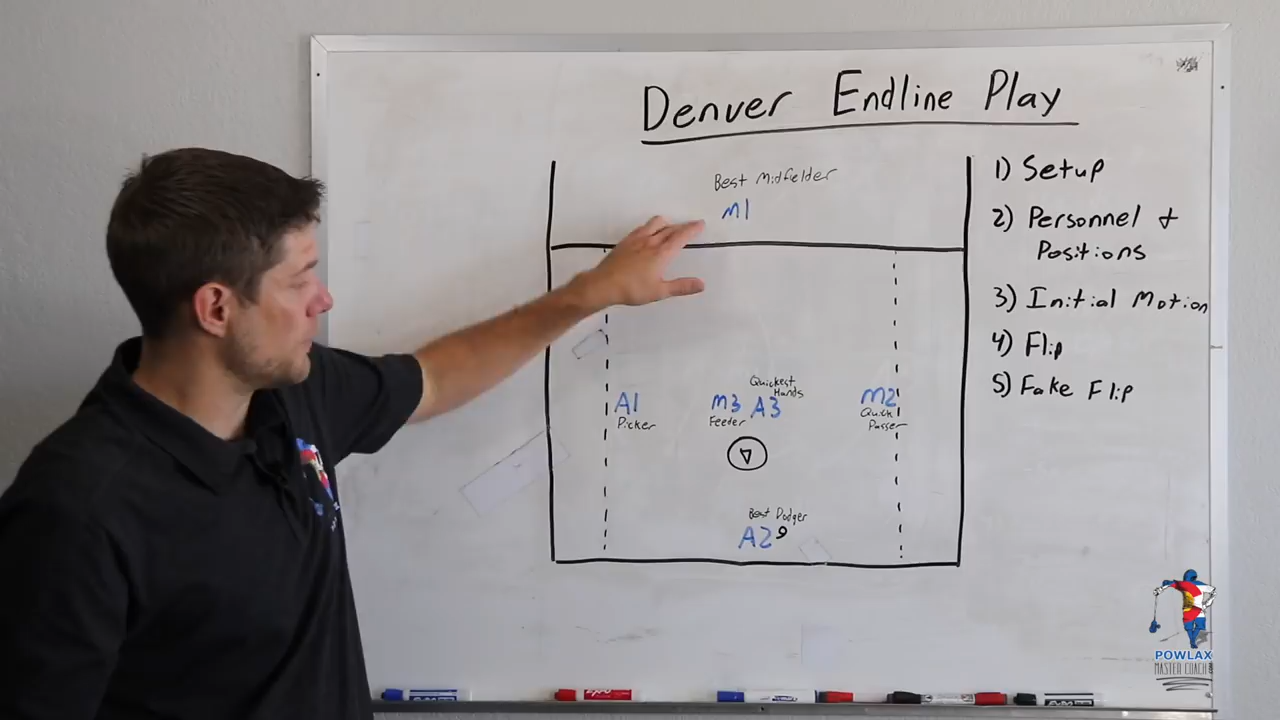 Denver Endline Play
Best Midfielder
M1
1) Setup
2) Personnel &
Positions
3) Initial Motion
4) Flip
5) Fake Flip
Quickest
Hands
A1
M3 A3
M2
Picker
Feeder
Quick
Passer
Best Dodger
A2
POWLAX
MASTER COACH
EXPO